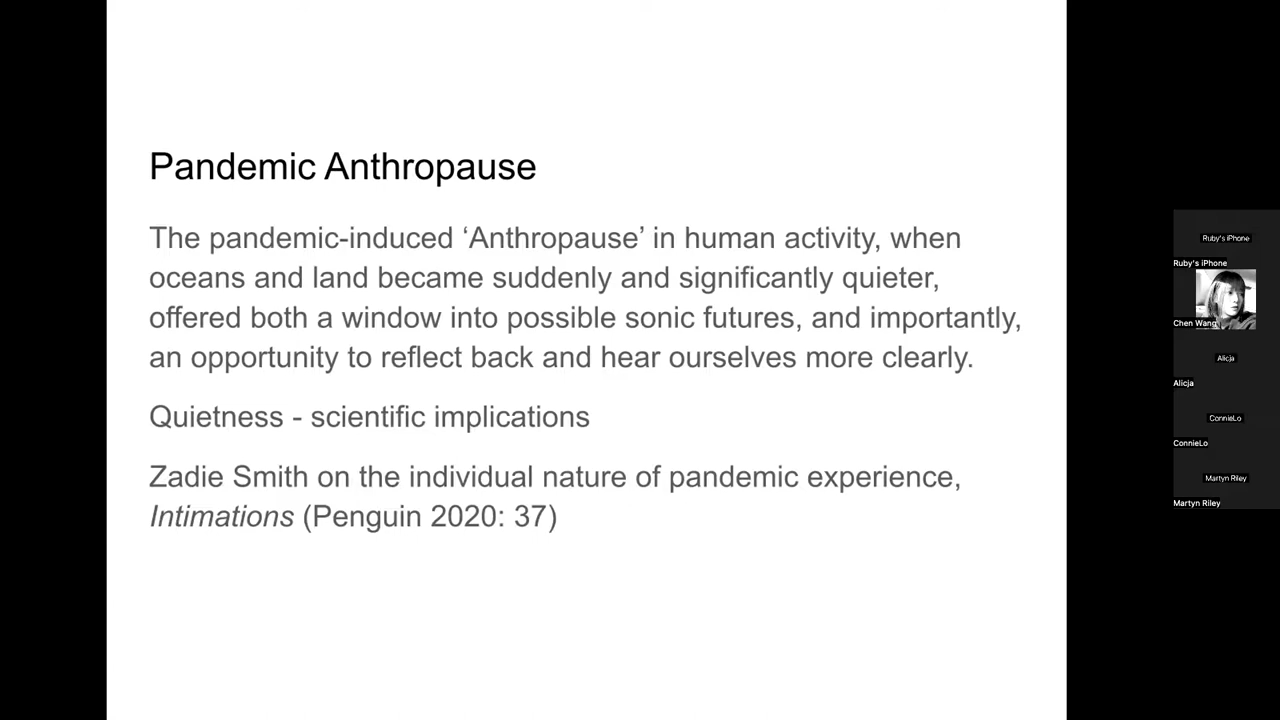 Pandemic Anthropause
The pandemic-induced ‘Anthropause’ in human activity, when
oceans and land became suddenly and significantly quieter,
offered both a window into possible sonic futures, and importantly,
an opportunity to reflect back and hear ourselves more clearly.
Quietness - scientific implications
Zadie Smith on the individual nature of pandemic experience,
Intimations (Penguin 2020: 37)
Ruby's iPhone
Ruby's iPhone
Chen Wang
Alicja
Alicja
ConnieLo
ConnieLo
Martyn Riley
Martyn Riley